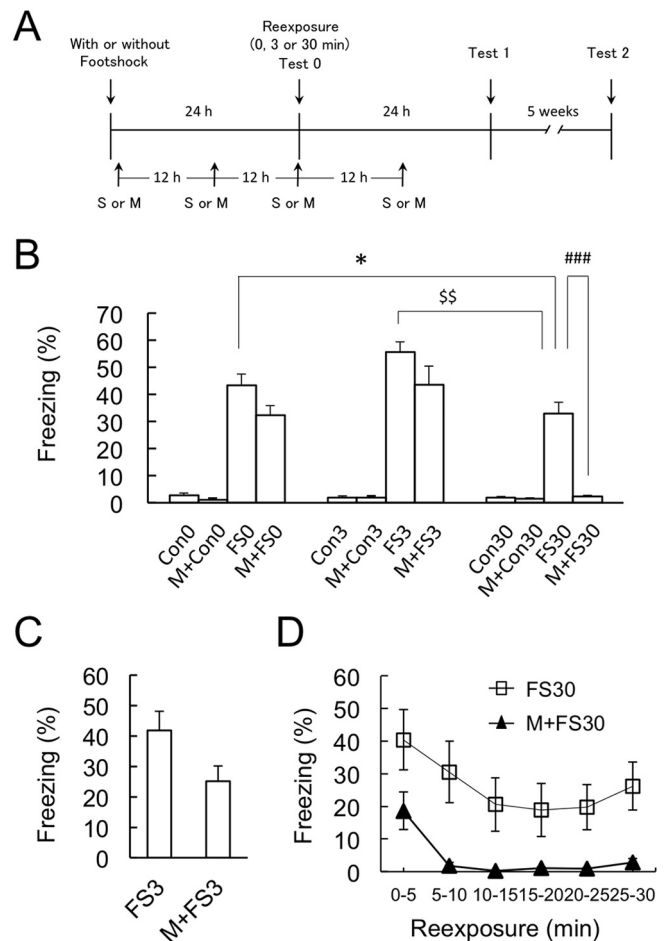 A
With or without
Footshock
Reexposure
(0, 3 or 30 min)
Test 0
Test 1
Test 2
24 h
24 h
5 weeks
12 h
12 h
12 h
S or M
S or M
S or M
S or M
B
*
$$
###
Freezing (%)
60
50
40
30
20
10
0
Con0
M+Con0
FS0
M+FS0
Con3
M+Con3
FS3
M+FS3
Con30
M+Con30
FS30
M+FS30
C
Freezing (%)
60
50
40
30
20
10
0
FS3
M+FS3
D
Freezing (%)
60
50
40
30
20
10
0
FS30
M+FS30
0-5 5-10 10-15 15-20 20-25 25-30
Reexposure (min)